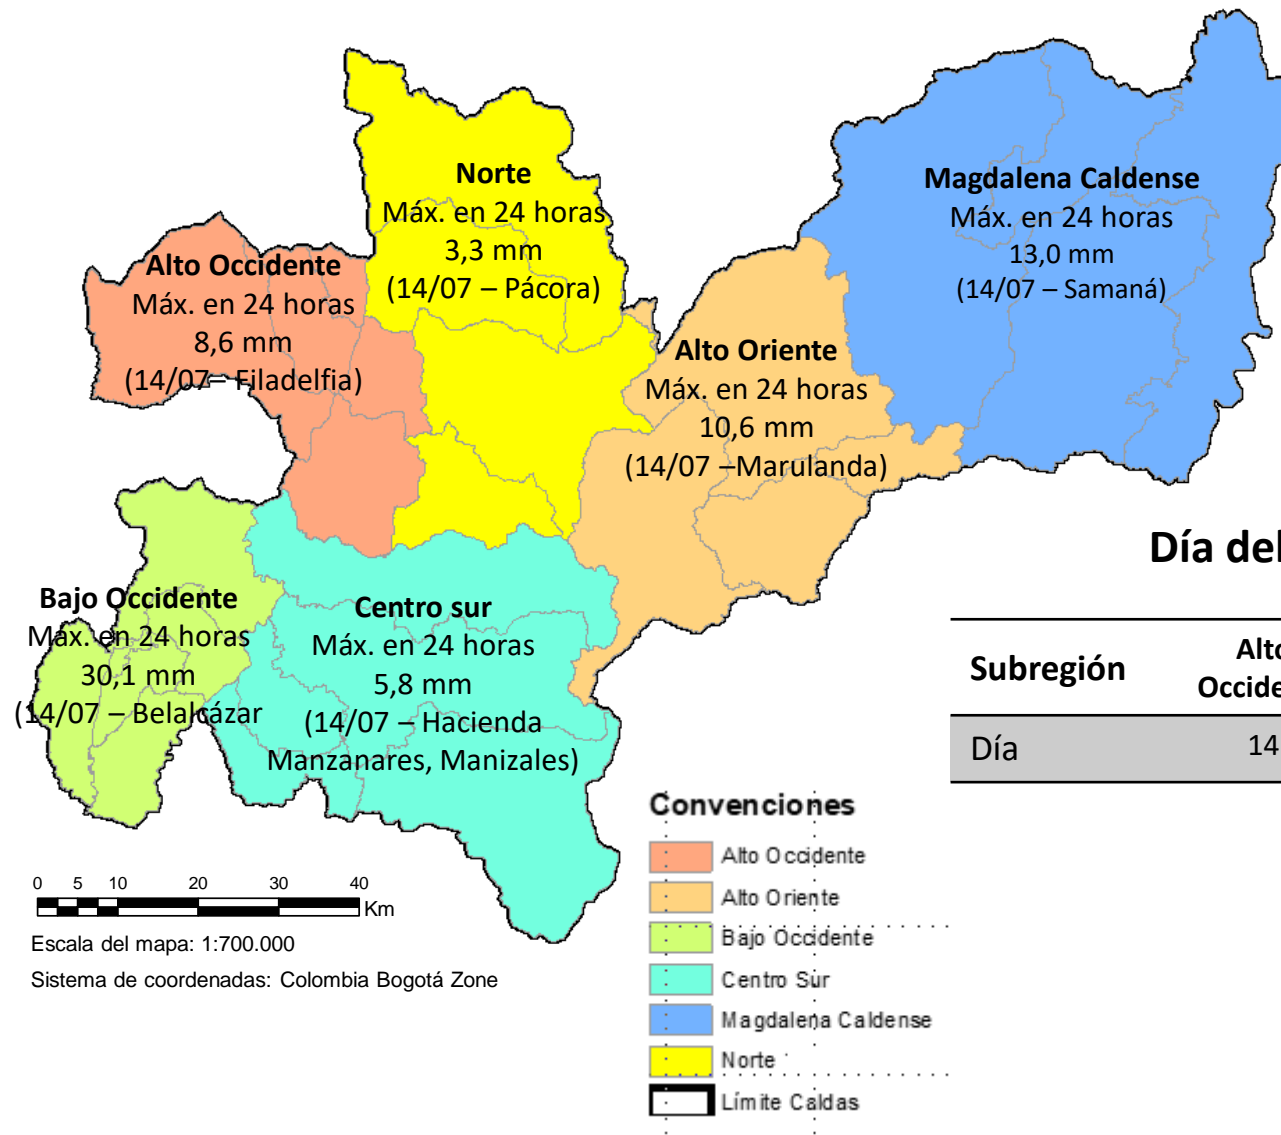 Norte
Máx. en 24 horas
3,3 mm
(14/07 – Pácora)
Magdalena Caldense
Máx. en 24 horas
13,0 mm
(14/07 – Samaná)
Alto Occidente
Máx. en 24 horas
8,6 mm
(14/07– Filadelfia)
Alto Oriente
Máx. en 24 horas
10,6 mm
(14/07 –Marulanda)
Bajo Occidente
Máx. en 24 horas
30,1 mm
(14/07 – Belalcázar
Centro sur
Máx. en 24 horas
5,8 mm
(14/07 – Hacienda
Manzanares, Manizales)
Día del
Subregión
Alto
Día
14
Convenciones
Alto Occidente
Alto Oriente
Bajo Occidente
Centro Sur
Magdalena Caldense
Norte
Límite Caldas
0 5 10 20 30 40
Km
Escala del mapa: 1:700.000
Sistema de coordenadas: Colombia Bogotá Zone